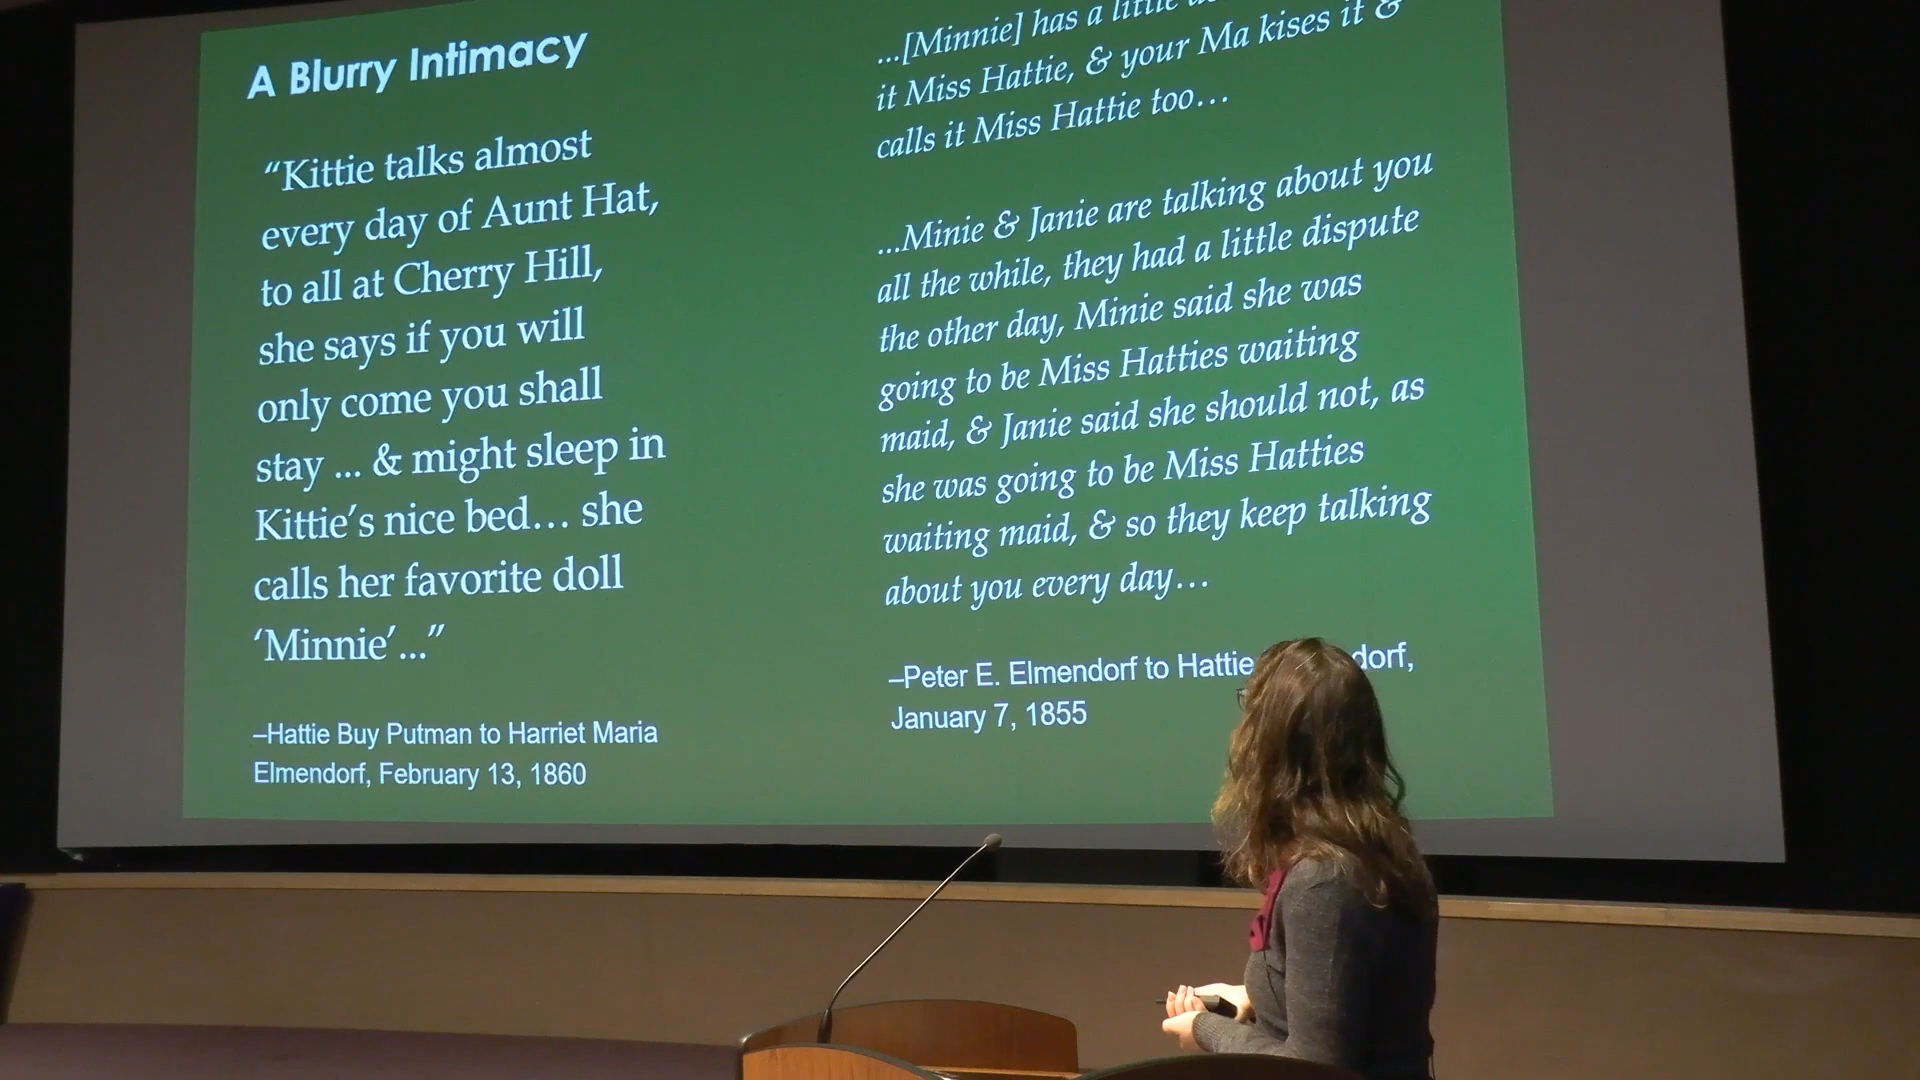 A Blurry Intimacy
“Kittie talks almost
every day of Aunt Hat,
to all at Cherry Hill,
she says if you will
only come you shall
stay ... & might sleep in
Kittie’s nice bed… she
calls her favorite doll
‘Minnie’...”
–Hattie Buy Putman to Harriet Maria
Elmendorf, February 13, 1860
...[Minnie] has a little
it Miss Hattie, & your Ma kises it &
calls it Miss Hattie too…
...Minie & Janie are talking about you
all the while, they had a little dispute
the other day, Minie said she was
going to be Miss Hatties waiting
maid, & Janie said she should not, as
she was going to be Miss Hatties
waiting maid, & so they keep talking
about you every day…
–Peter E. Elmendorf to Hattie dorf,
January 7, 1855